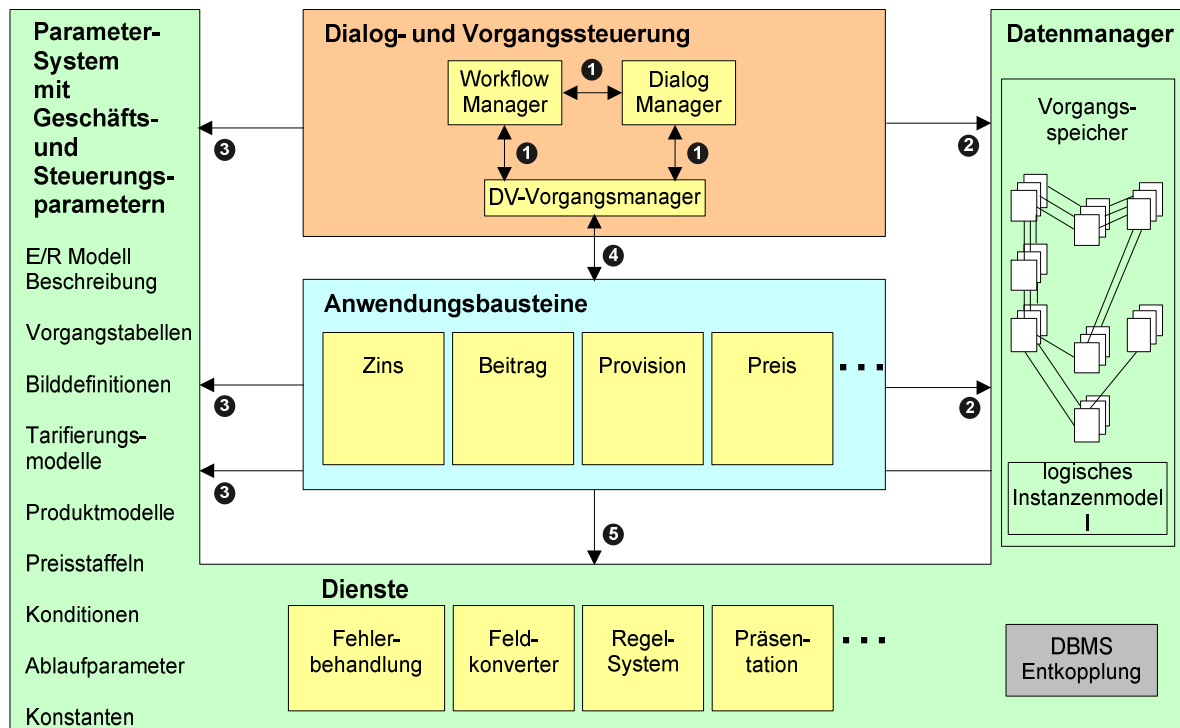 Parameter-
System
mit
Geschäfts-
und
Steuerungs-
parametern
E/R Modell
Beschreibung
Vorgangstabellen
Bilddefinitionen
Tarifierungs-
modelle
Produktmodelle
Preisstaffeln
Konditionen
Ablaufparameter
Konstanten
Dialog- und Vorgangssteuerung
Workflow
Manager
1
Dialog
Manager
1
1
DV-Vorgangsmanager
3
2
4
Anwendungsbausteine
Zins
Beitrag
Provision
Preis
...
3
2
3
5
Dienste
Fehler-
behandlung
Feld-
konverter
Regel-
System
Präsen-
tation
...
Datenmanager
Vorgangs-
speicher
logisches
Instanzenmodel
l
DBMS
Entkopplung